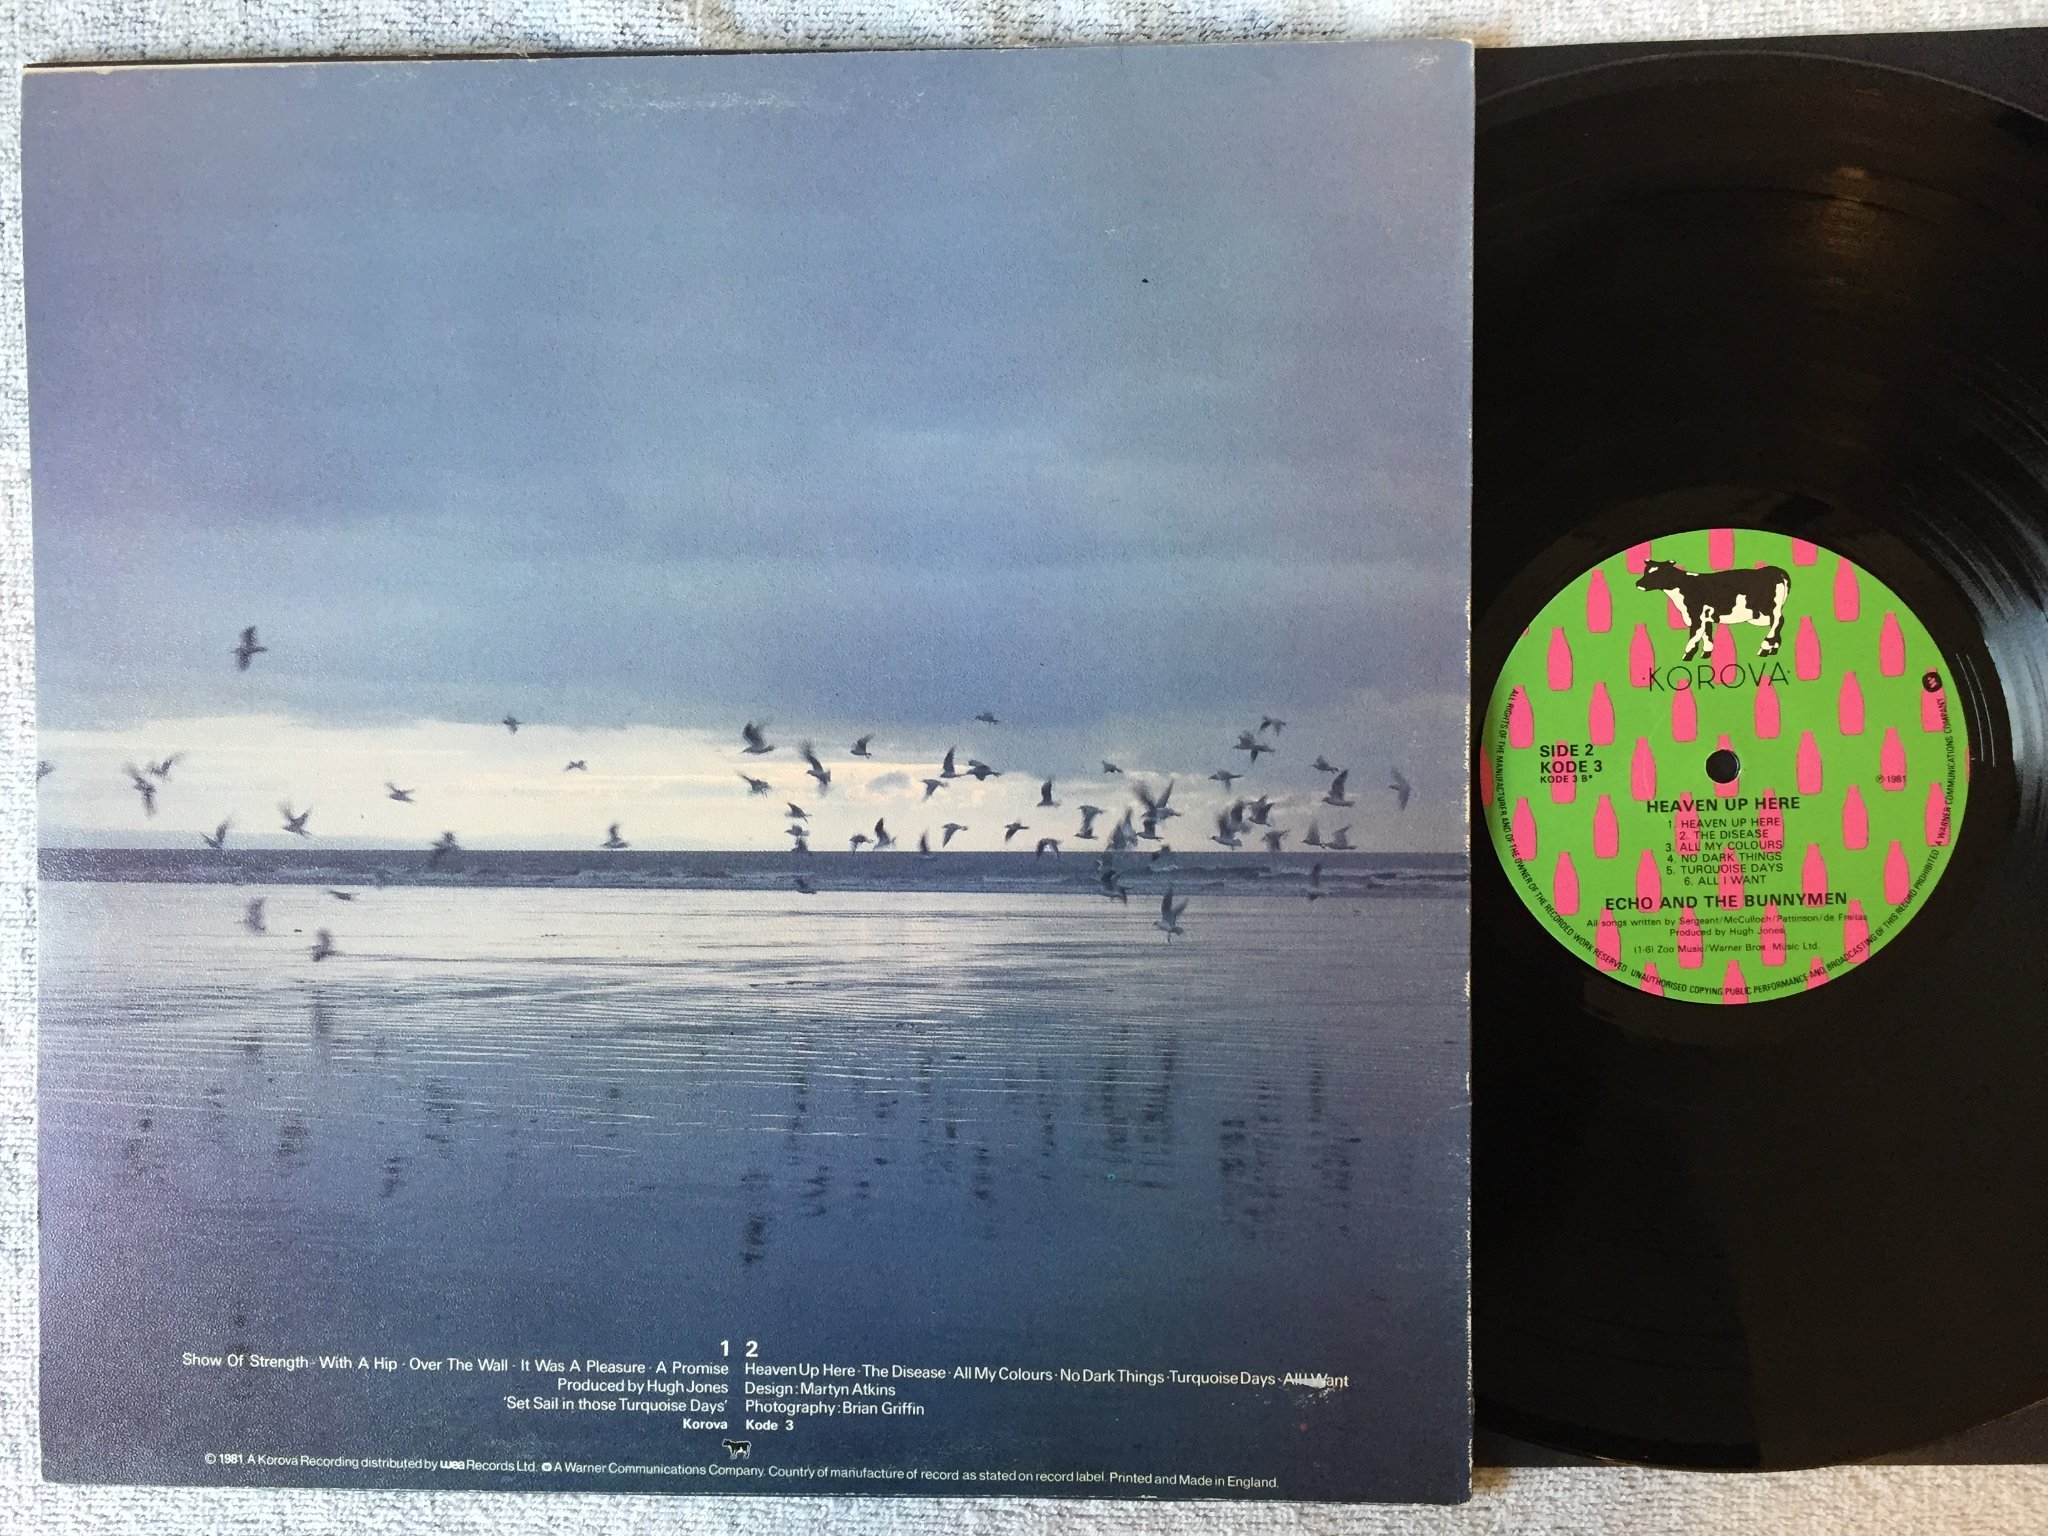 1 2
Show Of Strength · With A Hip · Over The Wall · It Was A Pleasure · A Promise
Heaven Up Here · The Disease · All My Colours · No Dark Things · Turquoise Days · All I Want
Produced by Hugh Jones
Design: Martyn Atkins
'Set Sail in those Turquoise Days'
Photography: Brian Griffin
Korova
Kode 3
© 1981 A Korova Recording distributed by wea Records Ltd. A Warner Communications Company. Country of manufacture of record as stated on record label. Printed and Made in England.
·KOROVA·
SIDE 2
KODE 3
KODE 3 B*
℗ 1981
HEAVEN UP HERE
1. HEAVEN UP HERE
2. THE DISEASE
3. ALL MY COLOURS
4. NO DARK THINGS
5. TURQUOISE DAYS
6. ALL I WANT
ECHO AND THE BUNNYMEN
All songs written by Sergeant/McCulloch/Pattinson/de Freitas
Produced by Hugh Jones
(1-6) Zoo Music/Warner Bros. Music Ltd.
ALL RIGHTS OF THE MANUFACTURER AND OF THE OWNER OF THE RECORDED WORK RESERVED UNAUTHORISED COPYING PUBLIC PERFORMANCE AND BROADCASTING OF THIS RECORD PROHIBITED A WARNER COMMUNICATIONS COMPANY